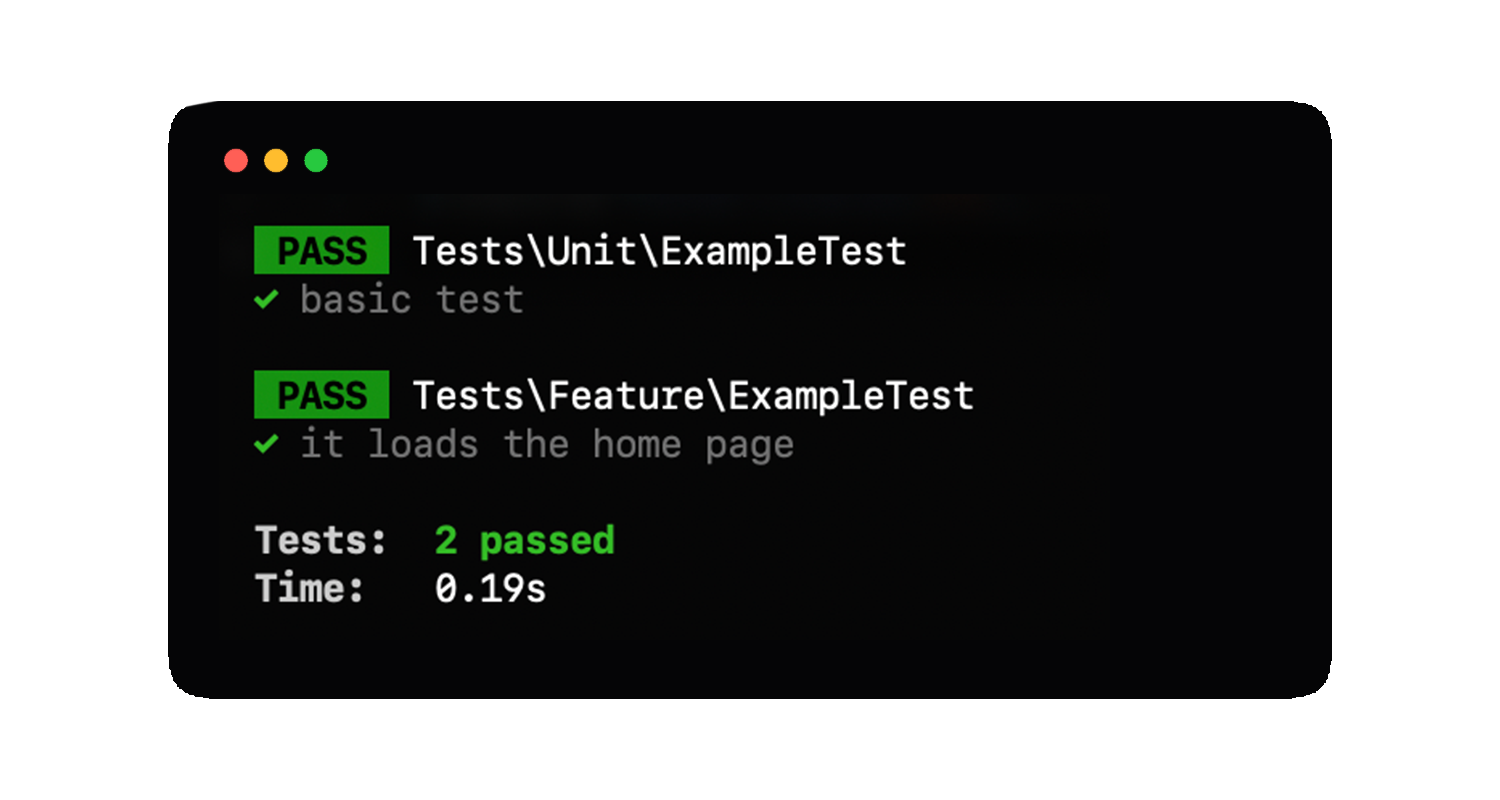 PASS Tests\Unit\ExampleTest
✓ basic test
PASS Tests\Feature\ExampleTest
✓ it loads the home page
Tests: 2 passed
Time: 0.19s